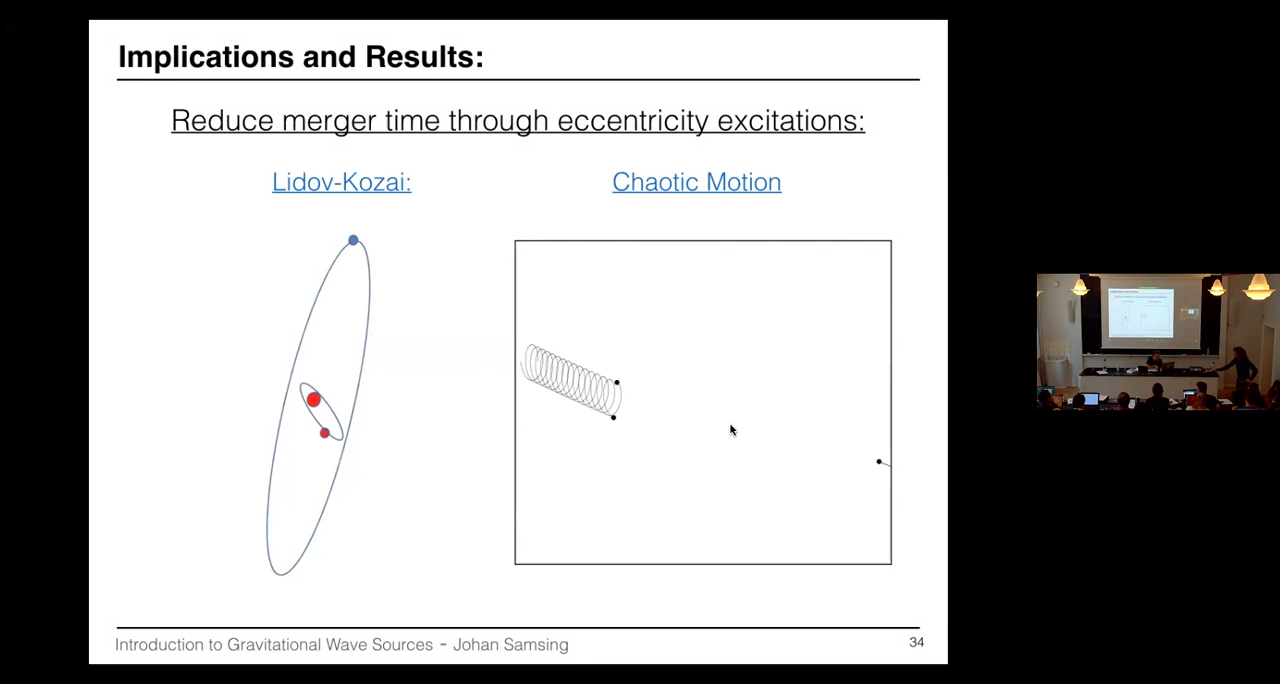 Implications and Results:
Reduce merger time through eccentricity excitations:
Lidov-Kozai:
Chaotic Motion
Introduction to Gravitational Wave Sources - Johan Samsing
34